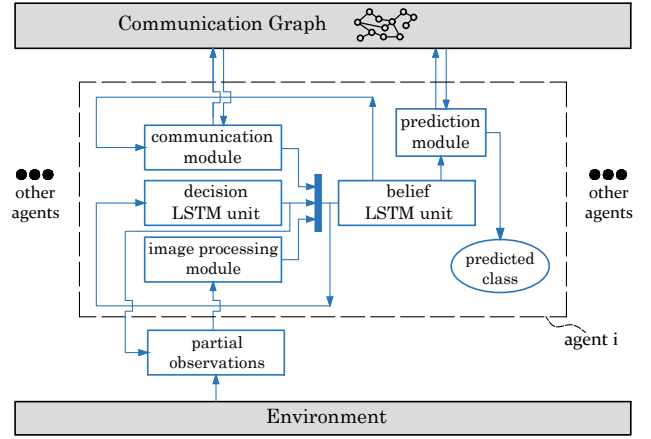 Communication Graph
communication
module
prediction
module
other
agents
decision
LSTM unit
belief
LSTM unit
other
agents
image processing
module
predicted
class
partial
observations
agent i
Environment